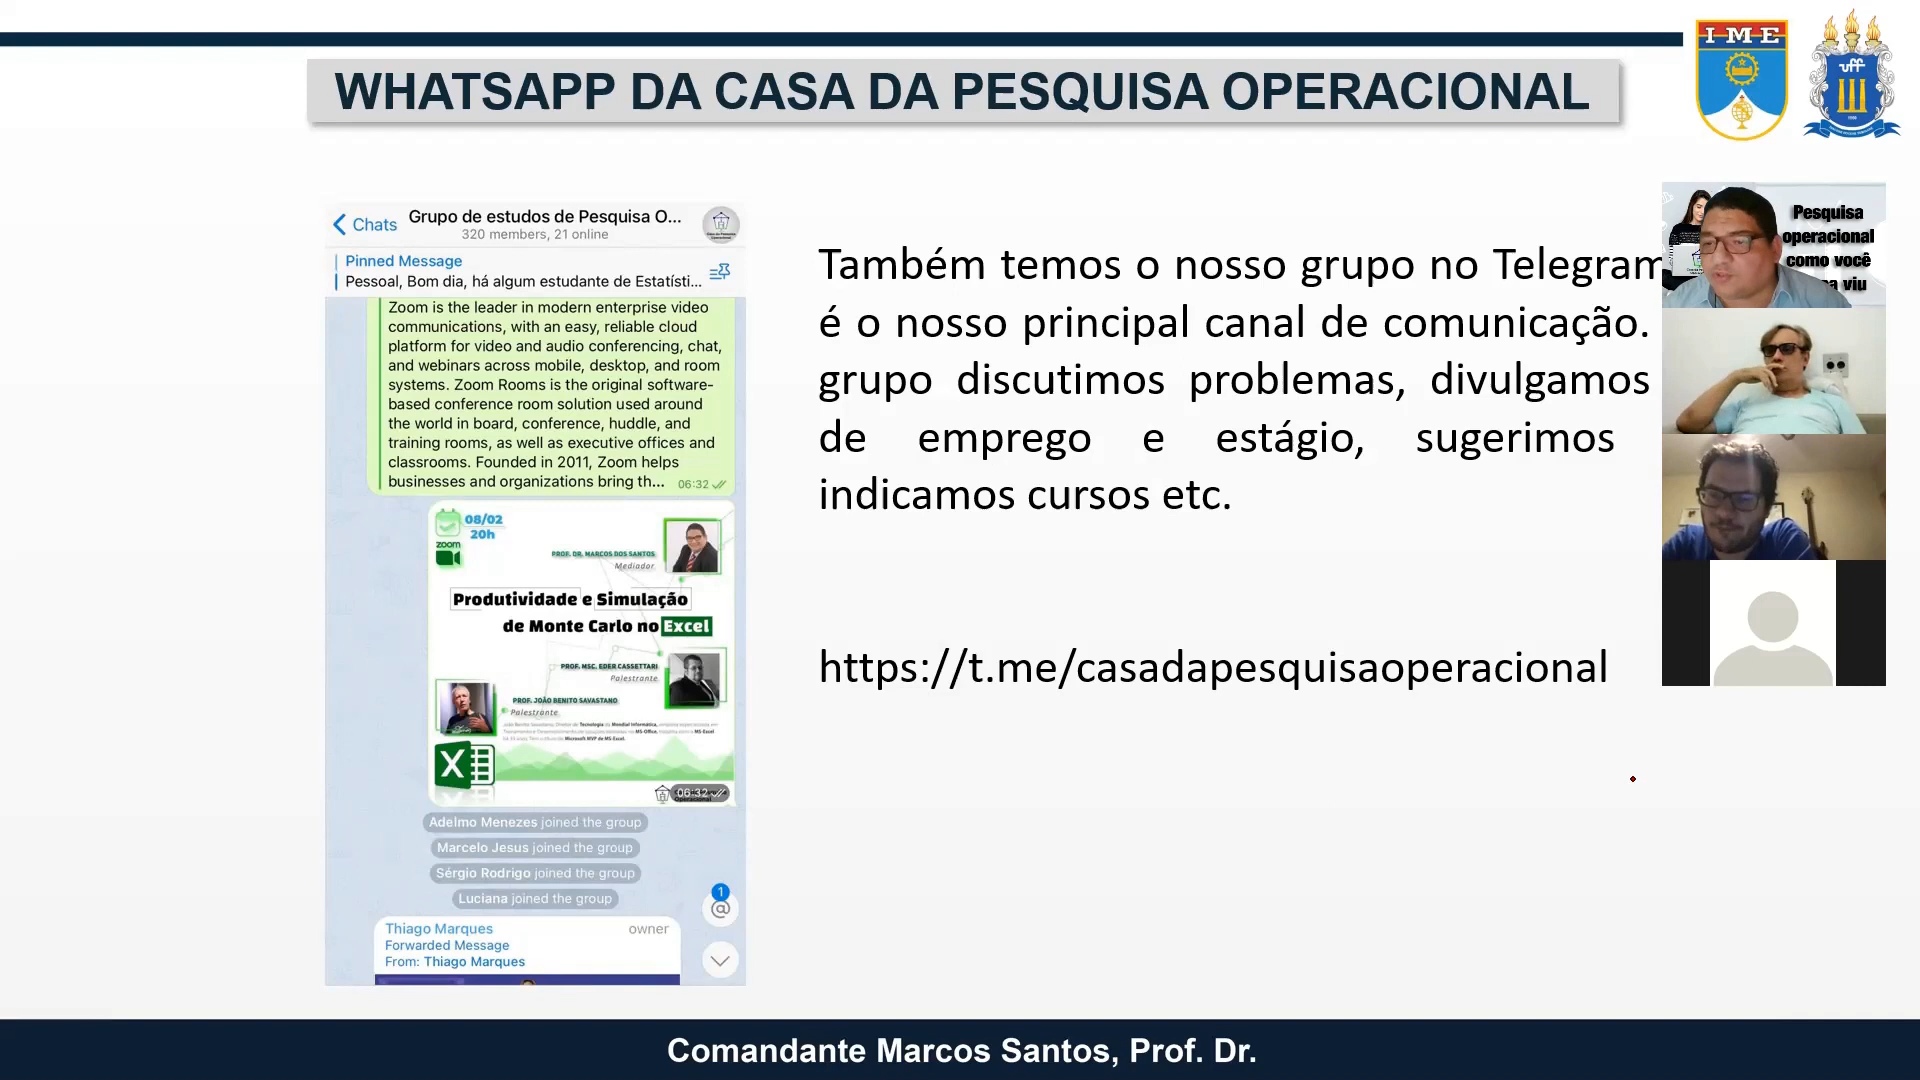 WHATSAPP DA CASA DA PESQUISA OPERACIONAL
IME
uff
Chats
Grupo de estudos de Pesquisa O...
320 members, 21 online
Pinned Message
Pessoal, Bom dia, há algum estudante de Estatísti...
Zoom is the leader in modern enterprise video
communications, with an easy, reliable cloud
platform for video and audio conferencing, chat,
and webinars across mobile, desktop, and room
systems. Zoom Rooms is the original software-
based conference room solution used around
the world in board, conference, huddle, and
training rooms, as well as executive offices and
classrooms. Founded in 2011, Zoom helps
businesses and organizations bring th...
06:32
08/02
20h
zoom
PROF. DR. MARCOS DOS SANTOS
Mediador
Produtividade e Simulação
de Monte Carlo no Excel
PROF. MSC. EDER CASSETTARI
Palestrante
PROF. JOÃO BENITO SAVASTANO
Palestrante
X
06:32
Adelmo Menezes joined the group
Marcelo Jesus joined the group
Sérgio Rodrigo joined the group
Luciana joined the group
1
@
Thiago Marques
owner
Forwarded Message
From: Thiago Marques
Também temos o nosso grupo no Telegram
é o nosso principal canal de comunicação.
grupo discutimos problemas, divulgamos
de emprego e estágio, sugerimos
indicamos cursos etc.
https://t.me/casadapesquisaoperacional
Pesquisa
operacional
como você
viu
Comandante Marcos Santos, Prof. Dr.